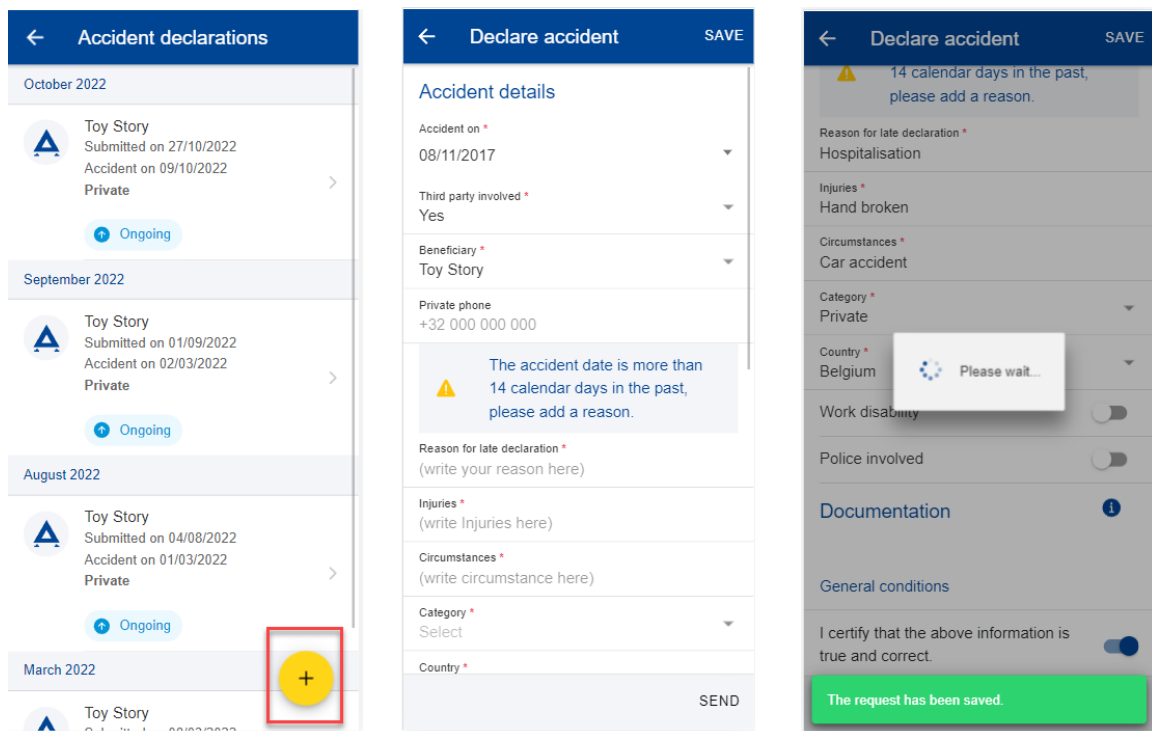 Accident declarations
October 2022
Toy Story
Submitted on 27/10/2022
Accident on 09/10/2022
Private
Ongoing
September 2022
Toy Story
Submitted on 01/09/2022
Accident on 02/03/2022
Private
Ongoing
August 2022
Toy Story
Submitted on 04/08/2022
Accident on 01/03/2022
Private
Ongoing
March 2022
Toy Story
Declare accident SAVE
Accident details
Accident on *
08/11/2017
Third party involved *
Yes
Beneficiary *
Toy Story
Private phone
+32 000 000 000
The accident date is more than
14 calendar days in the past,
please add a reason.
Reason for late declaration *
(write your reason here)
Injuries *
(write Injuries here)
Circumstances *
(write circumstance here)
Category *
Select
Country *
SEND
Declare accident SAVE
14 calendar days in the past,
please add a reason.
Reason for late declaration *
Hospitalisation
Injuries *
Hand broken
Circumstances *
Car accident
Category *
Private
Country *
Belgium
Please wait...
Work disability
Police involved
Documentation
General conditions
I certify that the above information is
true and correct.
The request has been saved.